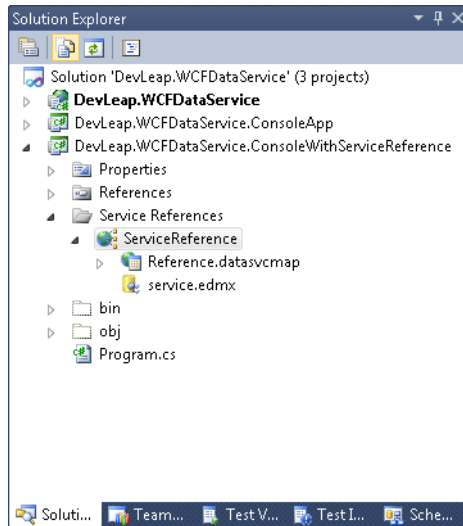 Solution Explorer
Solution 'DevLeap.WCFDataService' (3 projects)
DevLeap.WCFDataService
DevLeap.WCFDataService.ConsoleApp
DevLeap.WCFDataService.ConsoleWithServiceReference
Properties
References
Service References
ServiceReference
Reference.datasvcmap
service.edmx
bin
obj
Program.cs
Soluti... Team... Test V... Test I... Sche...